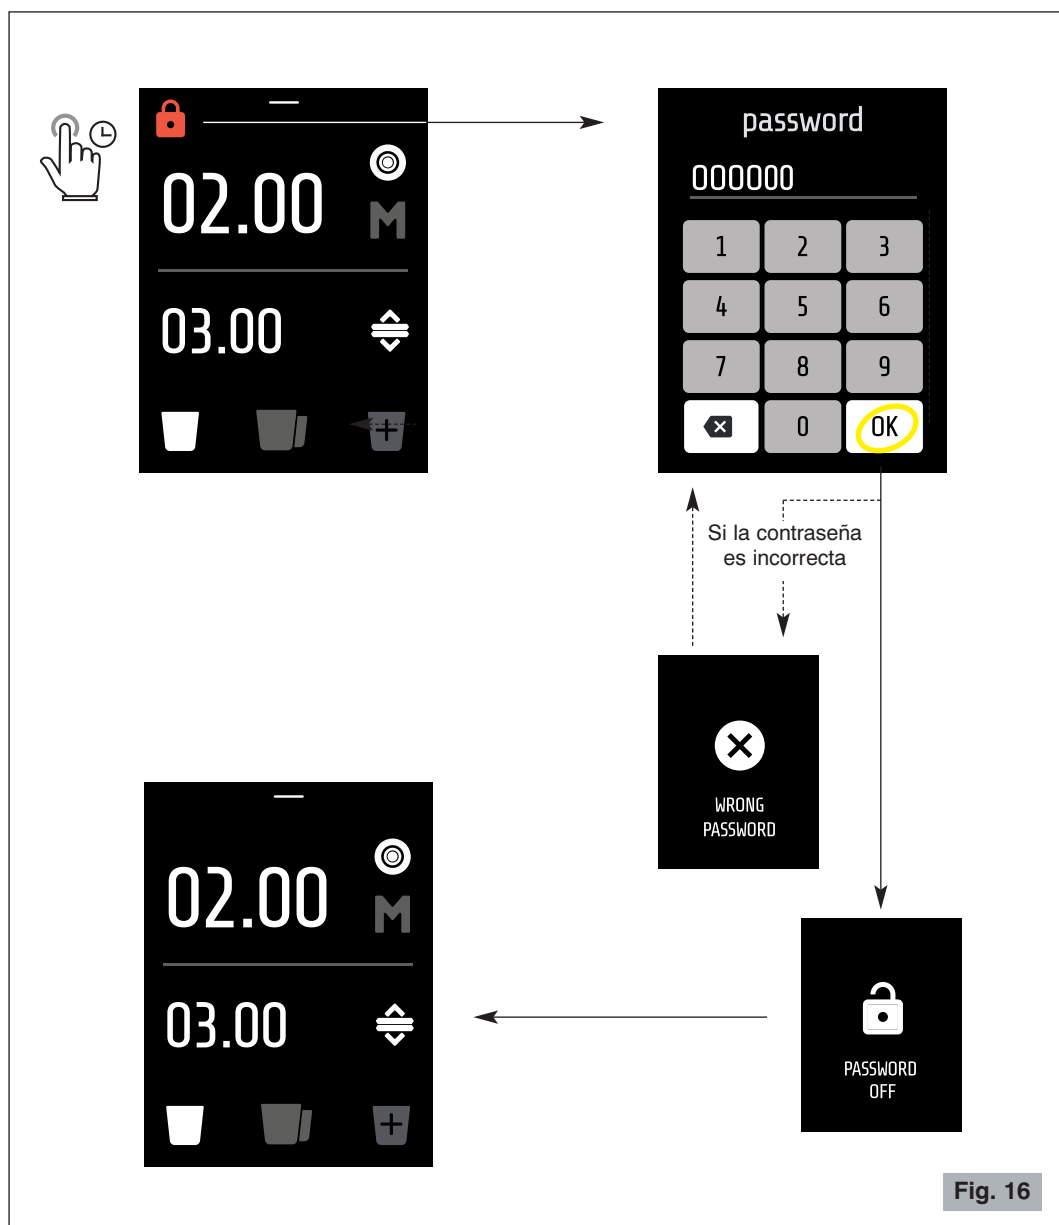 02.00
M
03.00
password
000000
1 2 3
4 5 6
7 8 9
0 OK
Si la contraseña
es incorrecta
WRONG
PASSWORD
02.00
M
03.00
PASSWORD
OFF
Fig. 16